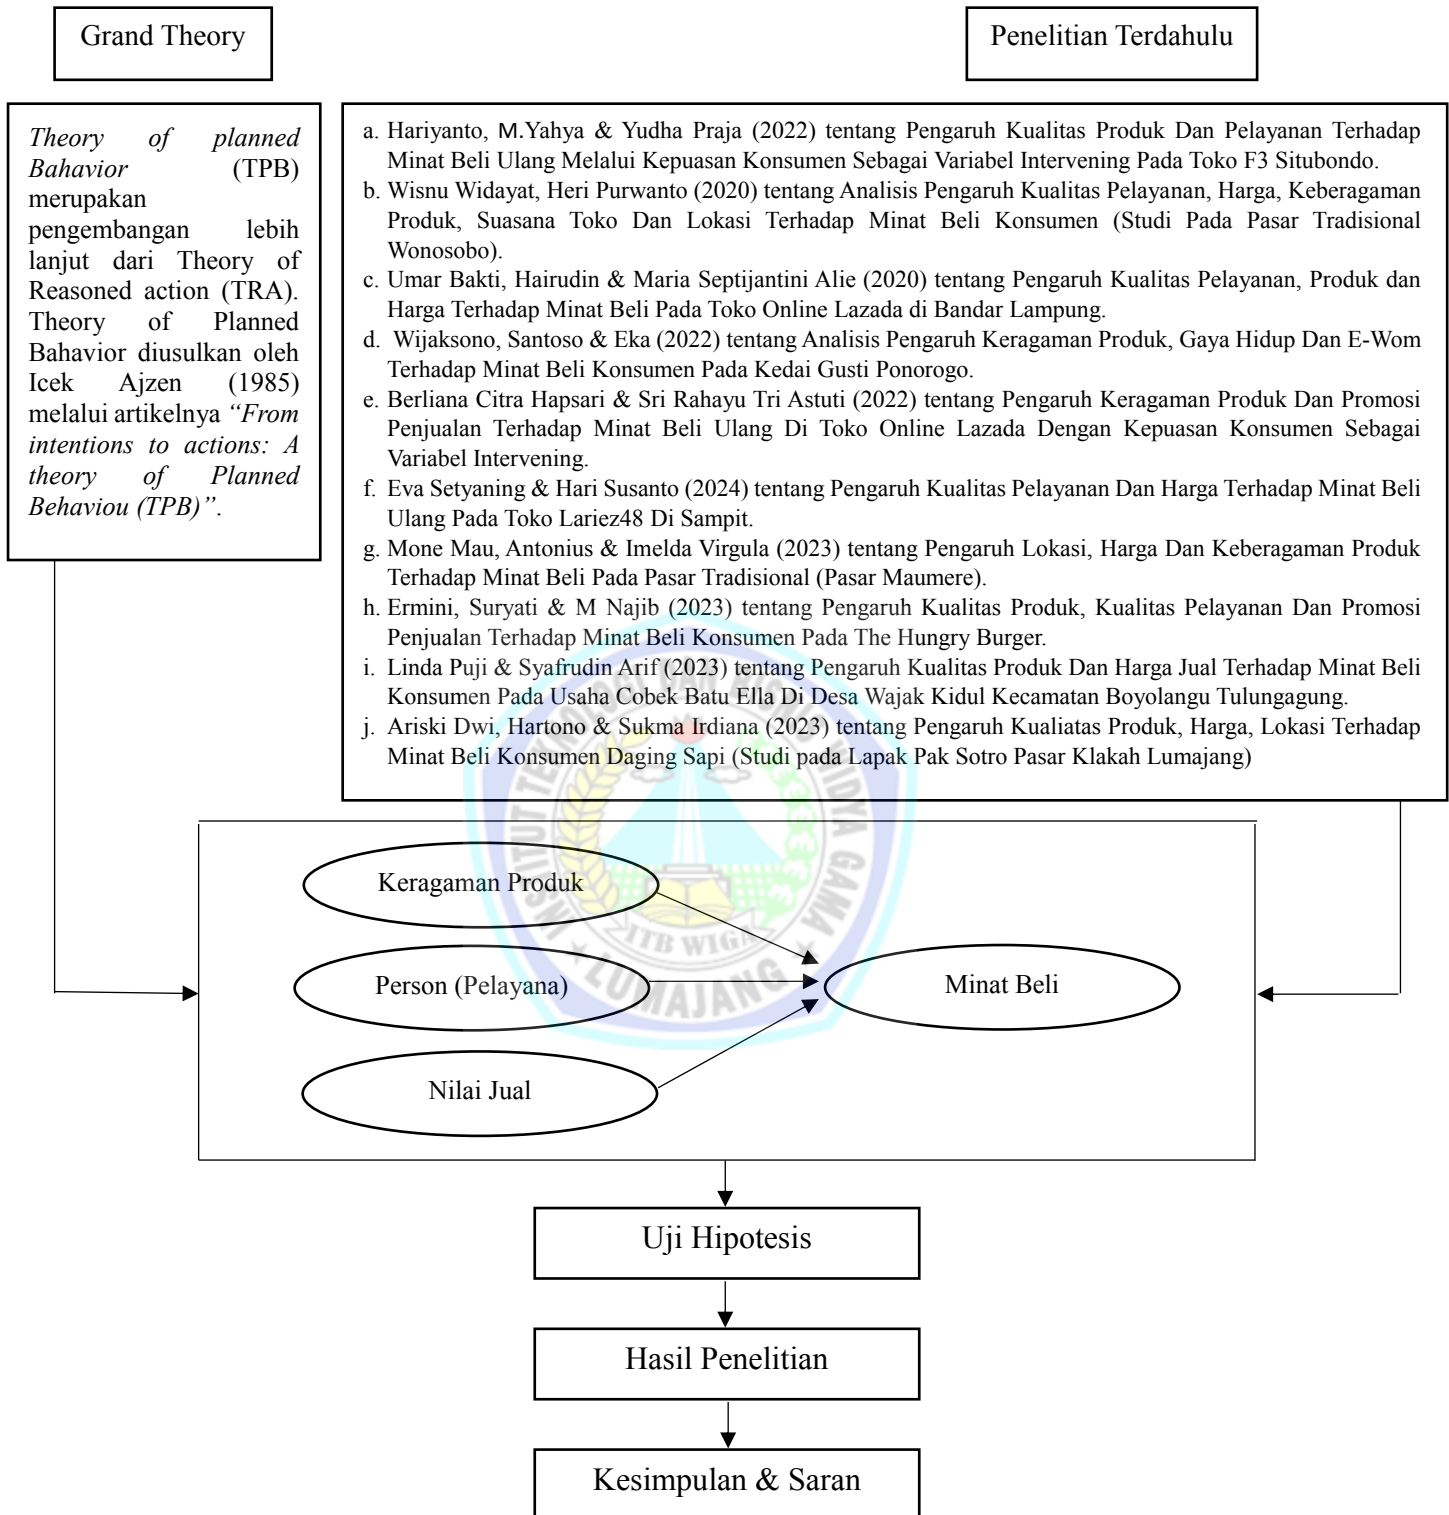 Grand Theory
Penelitian Terdahulu
Theory of planned
Bahavior (TPB)
merupakan
pengembangan lebih
lanjut dari Theory of
Reasoned action (TRA).
Theory of Planned
Bahavior diusulkan oleh
Icek Ajzen (1985)
melalui artikelnya “From
intentions to actions: A
theory of Planned
Behaviou (TPB)”.
a. Hariyanto, M.Yahya & Yudha Praja (2022) tentang Pengaruh Kualitas Produk Dan Pelayanan Terhadap
Minat Beli Ulang Melalui Kepuasan Konsumen Sebagai Variabel Intervening Pada Toko F3 Situbondo.
b. Wisnu Widayat, Heri Purwanto (2020) tentang Analisis Pengaruh Kualitas Pelayanan, Harga, Keberagaman
Produk, Suasana Toko Dan Lokasi Terhadap Minat Beli Konsumen (Studi Pada Pasar Tradisional
Wonosobo).
c. Umar Bakti, Hairudin & Maria Septijantini Alie (2020) tentang Pengaruh Kualitas Pelayanan, Produk dan
Harga Terhadap Minat Beli Pada Toko Online Lazada di Bandar Lampung.
d. Wijaksono, Santoso & Eka (2022) tentang Analisis Pengaruh Keragaman Produk, Gaya Hidup Dan E-Wom
Terhadap Minat Beli Konsumen Pada Kedai Gusti Ponorogo.
e. Berliana Citra Hapsari & Sri Rahayu Tri Astuti (2022) tentang Pengaruh Keragaman Produk Dan Promosi
Penjualan Terhadap Minat Beli Ulang Di Toko Online Lazada Dengan Kepuasan Konsumen Sebagai
Variabel Intervening.
f. Eva Setyaning & Hari Susanto (2024) tentang Pengaruh Kualitas Pelayanan Dan Harga Terhadap Minat Beli
Ulang Pada Toko Lariez48 Di Sampit.
g. Mone Mau, Antonius & Imelda Virgula (2023) tentang Pengaruh Lokasi, Harga Dan Keberagaman Produk
Terhadap Minat Beli Pada Pasar Tradisional (Pasar Maumere).
h. Ermini, Suryati & M Najib (2023) tentang Pengaruh Kualitas Produk, Kualitas Pelayanan Dan Promosi
Penjualan Terhadap Minat Beli Konsumen Pada The Hungry Burger.
i. Linda Puji & Syafrudin Arif (2023) tentang Pengaruh Kualitas Produk Dan Harga Jual Terhadap Minat Beli
Konsumen Pada Usaha Cobek Batu Ella Di Desa Wajak Kidul Kecamatan Boyolangu Tulungagung.
j. Ariski Dwi, Hartono & Sukma Irdiana (2023) tentang Pengaruh Kualiatas Produk, Harga, Lokasi Terhadap
Minat Beli Konsumen Daging Sapi (Studi pada Lapak Pak Sotro Pasar Klakah Lumajang)
INSTITUT TEKNOLOGI DAN BISNIS WIDYA GAMA
ITB WIGA
LUMAJANG
Keragaman Produk
Person (Pelayana)
Nilai Jual
Minat Beli
Uji Hipotesis
Hasil Penelitian
Kesimpulan & Saran